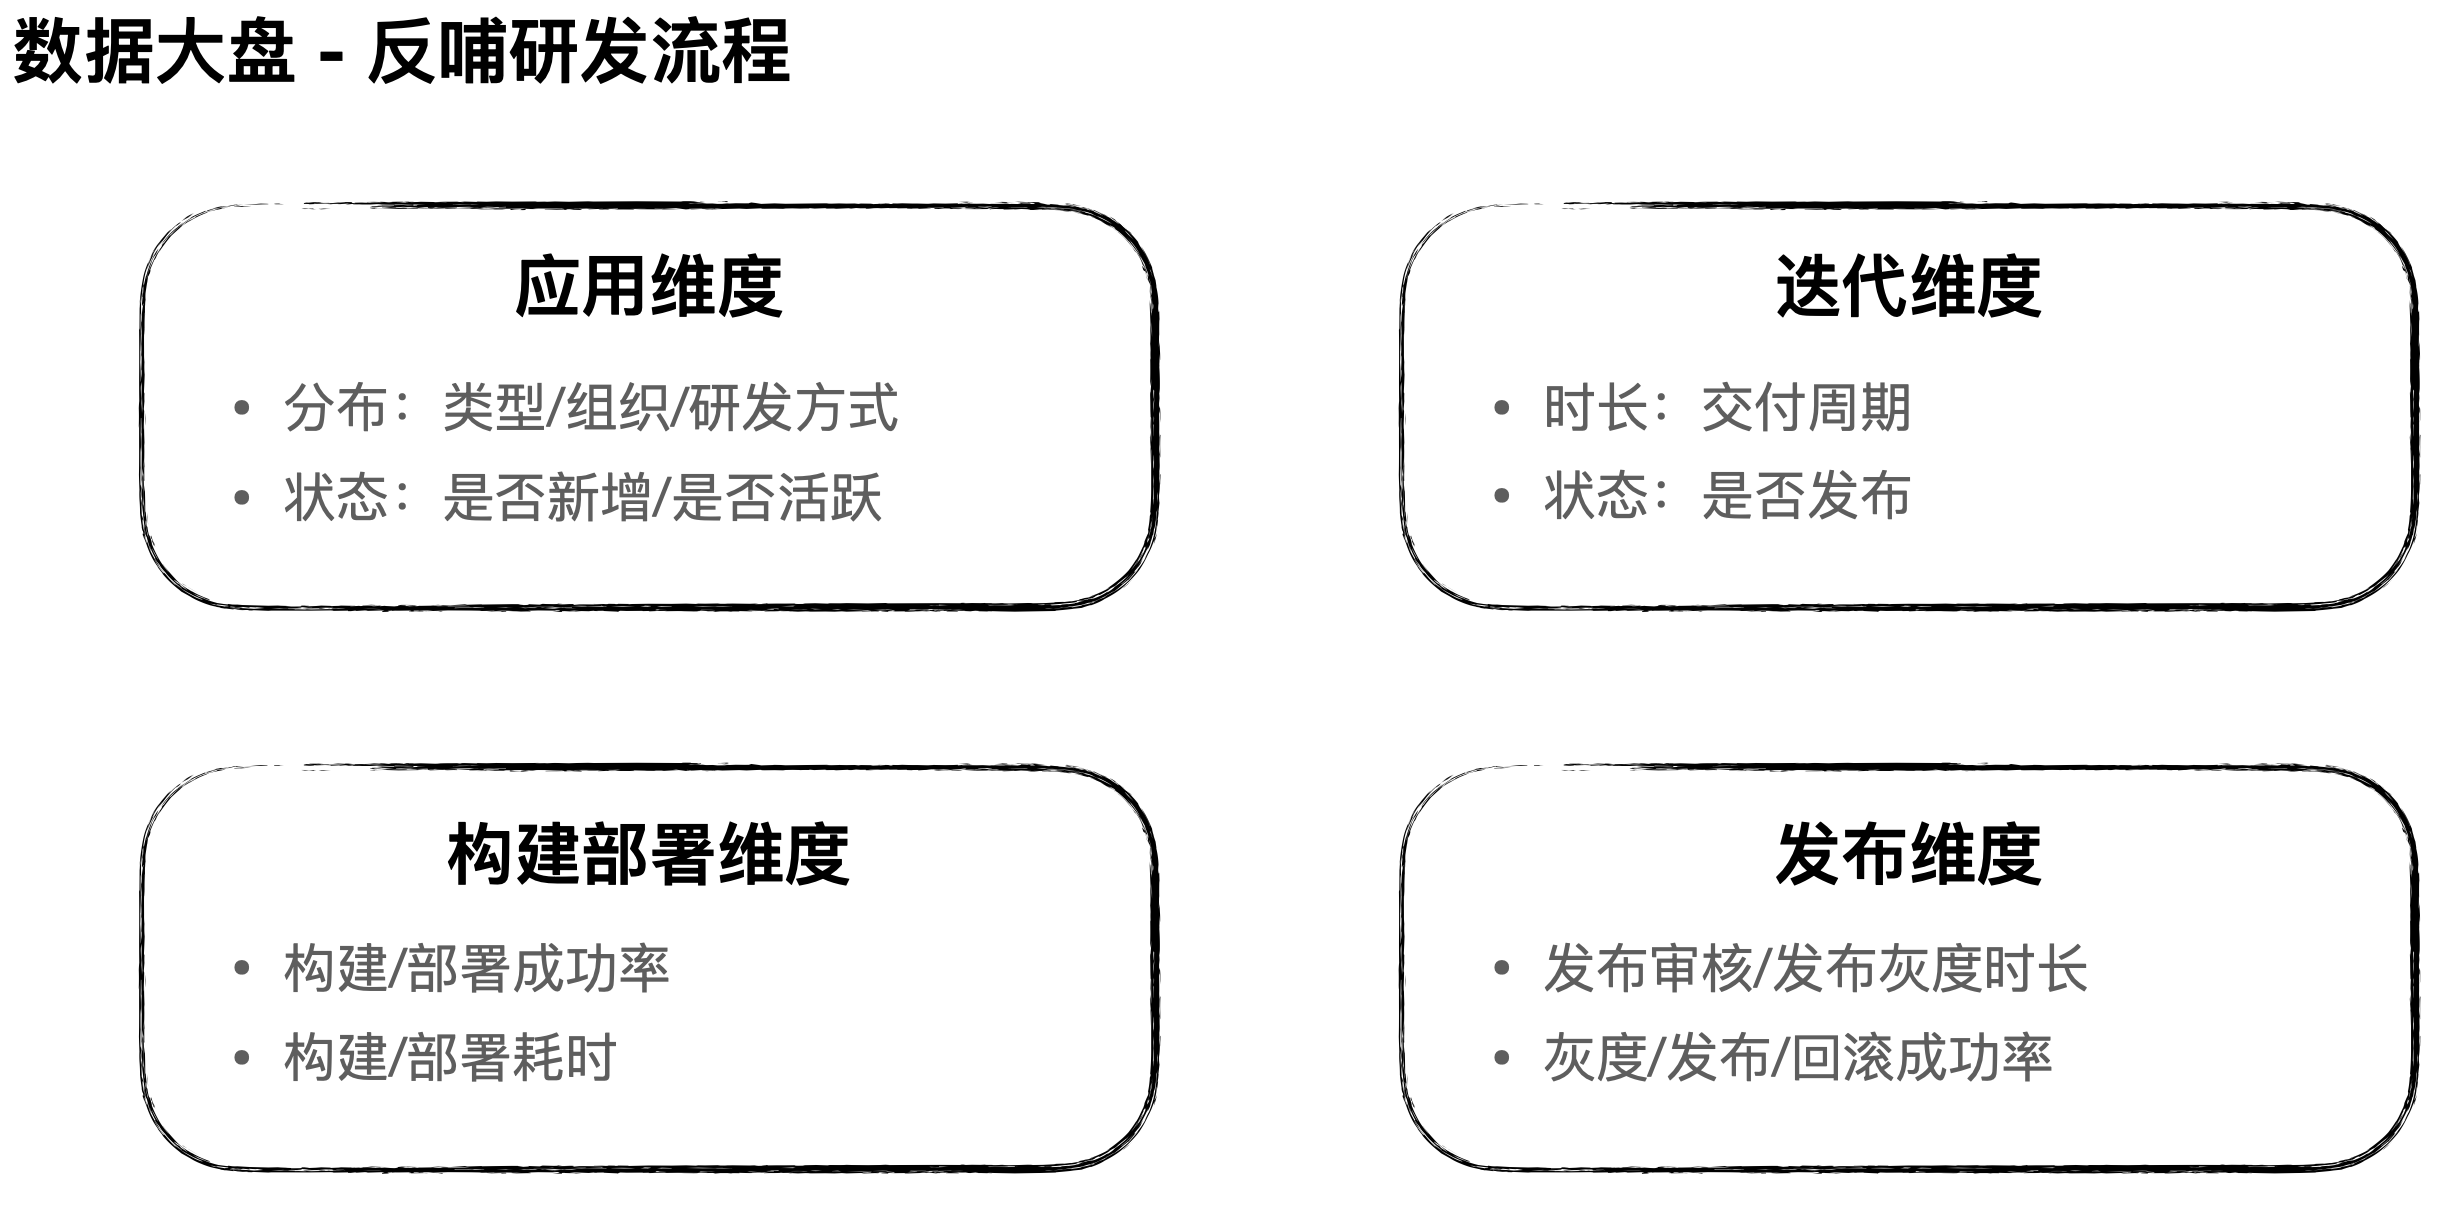 数据大盘 - 反哺研发流程
应用维度
• 分布：类型/组织/研发方式
• 状态：是否新增/是否活跃
迭代维度
• 时长：交付周期
• 状态：是否发布
构建部署维度
• 构建/部署成功率
• 构建/部署耗时
发布维度
• 发布审核/发布灰度时长
• 灰度/发布/回滚成功率